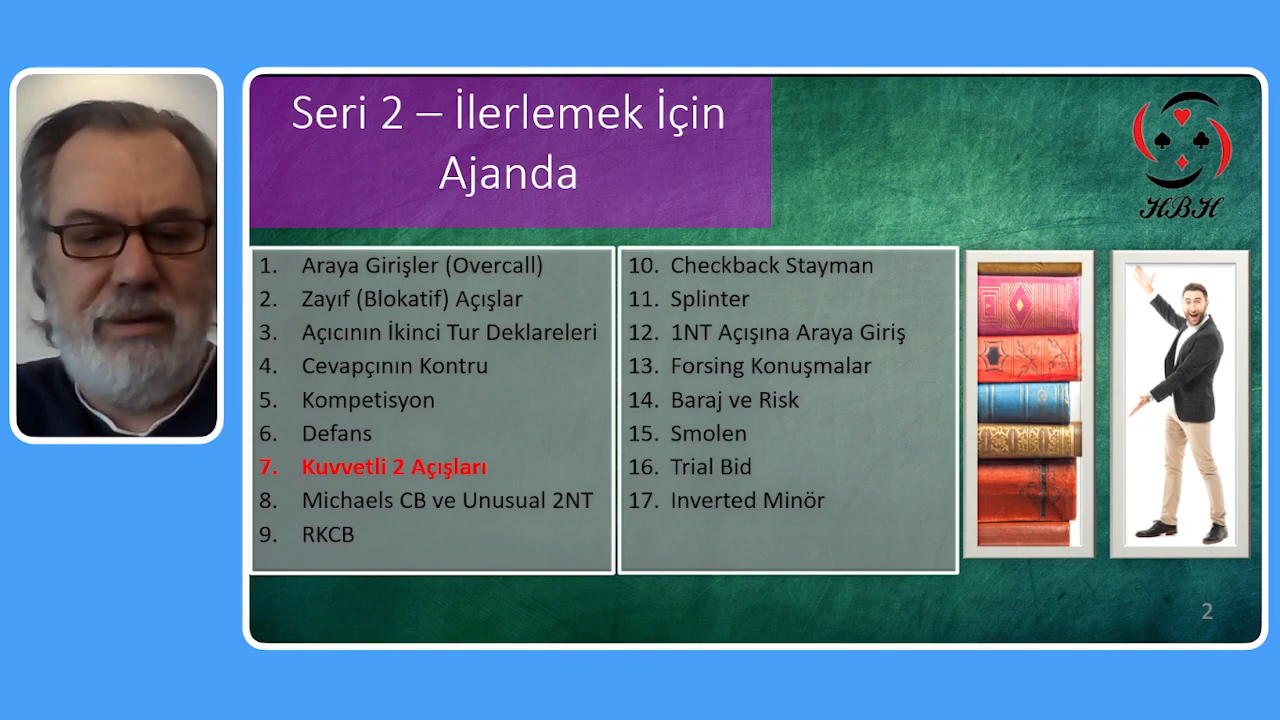 Seri 2 – İlerlemek İçin
Ajanda
HBH
1. Araya Girişler (Overcall)
2. Zayıf (Blokatif) Açışlar
3. Açıcının İkinci Tur Deklareleri
4. Cevapçının Kontru
5. Kompetisyon
6. Defans
7. Kuvvetli 2 Açışları
8. Michaels CB ve Unusual 2NT
9. RKCB
10. Checkback Stayman
11. Splinter
12. 1NT Açışına Araya Giriş
13. Forsing Konuşmalar
14. Baraj ve Risk
15. Smolen
16. Trial Bid
17. Inverted Minör
2